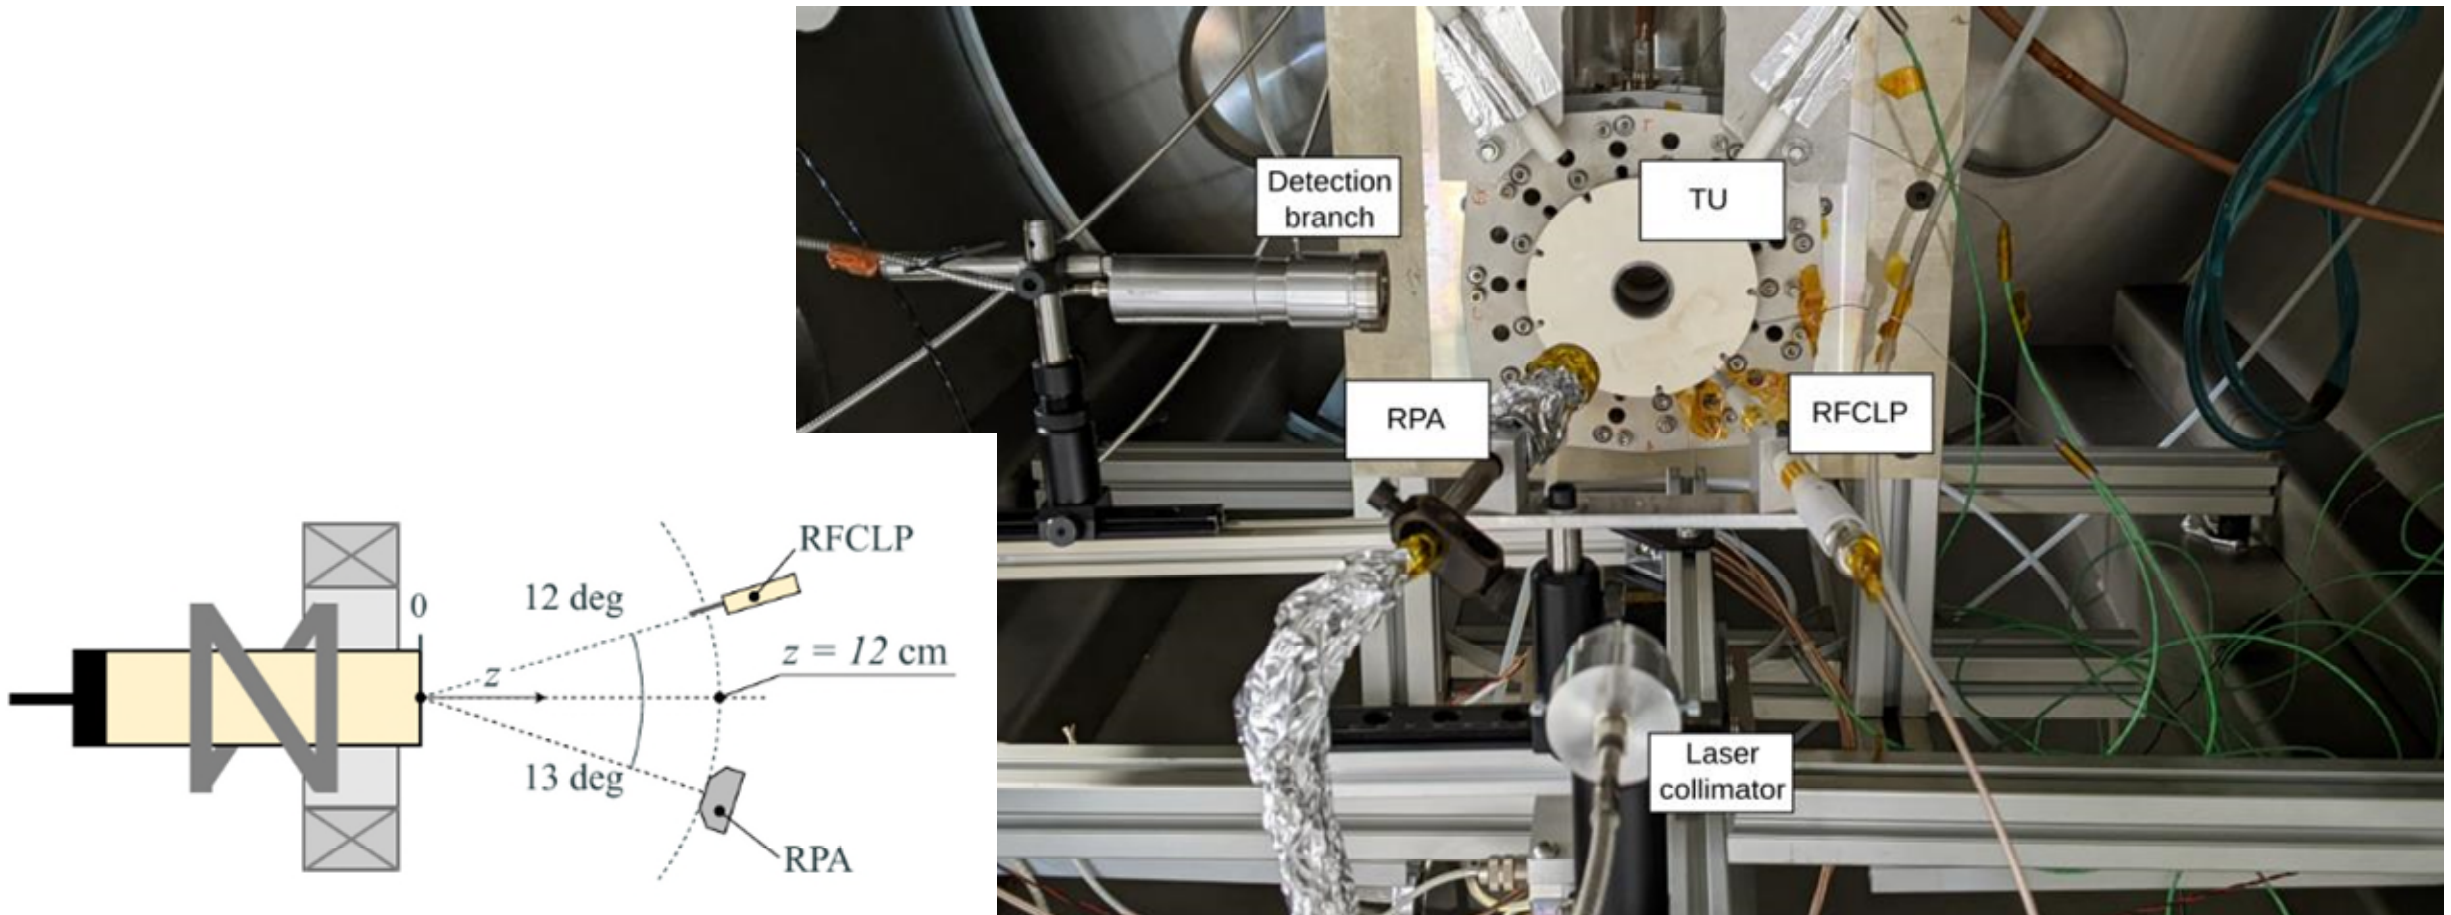 Detection
branch
TU
RPA
RFCLP
Laser
collimator
RFCLP
12 deg
0
z
z = 12 cm
13 deg
RPA